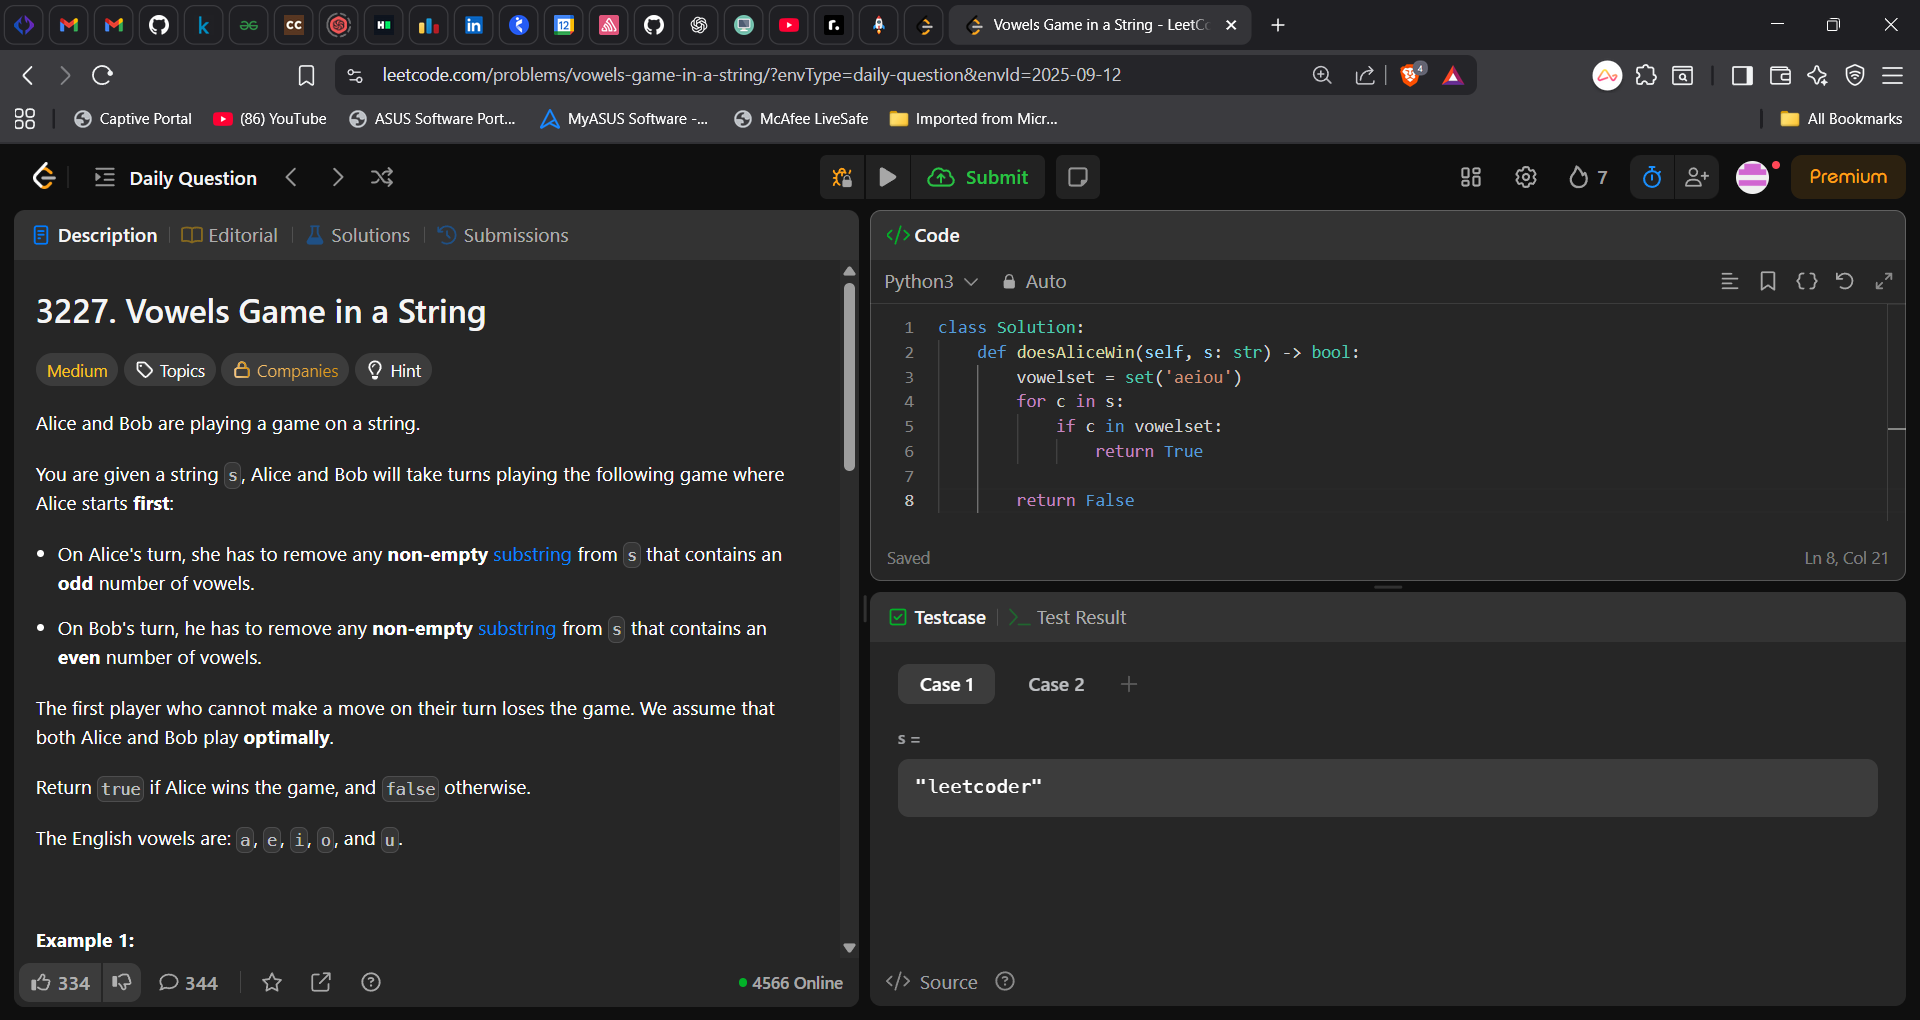 Vowels Game in a String - LeetCo
leetcode.com/problems/vowels-game-in-a-string/?envType=daily-question&envId=2025-09-12
4
Captive Portal
(86) YouTube
ASUS Software Port...
MyASUS Software -...
McAfee LiveSafe
Imported from Micr...
All Bookmarks
Daily Question
Submit
7
Premium
Description
Editorial
Solutions
Submissions
3227. Vowels Game in a String
Medium
Topics
Companies
Hint
Alice and Bob are playing a game on a string.
You are given a string s, Alice and Bob will take turns playing the following game where
Alice starts first:
• On Alice's turn, she has to remove any non-empty substring from s that contains an
odd number of vowels.
• On Bob's turn, he has to remove any non-empty substring from s that contains an
even number of vowels.
The first player who cannot make a move on their turn loses the game. We assume that
both Alice and Bob play optimally.
Return true if Alice wins the game, and false otherwise.
The English vowels are: a, e, i, o, and u.
Example 1:
334
344
4566 Online
</> Code
Python3
Auto
1 class Solution:
2 def doesAliceWin(self, s: str) -> bool:
3 vowelset = set('aeiou')
4 for c in s:
5 if c in vowelset:
6 return True
7
8 return False
Saved
Ln 8, Col 21
Testcase
Test Result
Case 1
Case 2
s =
"leetcoder"
</> Source